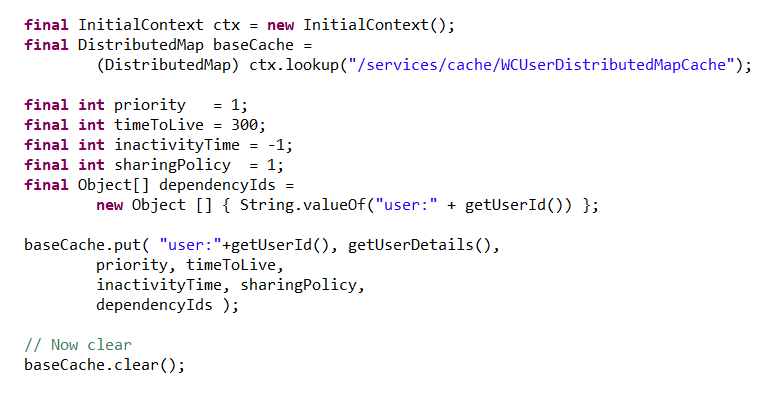 final InitialContext ctx = new InitialContext();
final DistributedMap baseCache =
        (DistributedMap) ctx.lookup("/services/cache/WCUserDistributedMapCache");

final int priority   = 1;
final int timeToLive = 300;
final int inactivityTime = -1;
final int sharingPolicy  = 1;
final Object[] dependencyIds =
        new Object [] { String.valueOf("user:" + getUserId()) };

baseCache.put( "user:"+getUserId(), getUserDetails(),
        priority, timeToLive,
        inactivityTime, sharingPolicy,
        dependencyIds );

// Now clear
baseCache.clear();